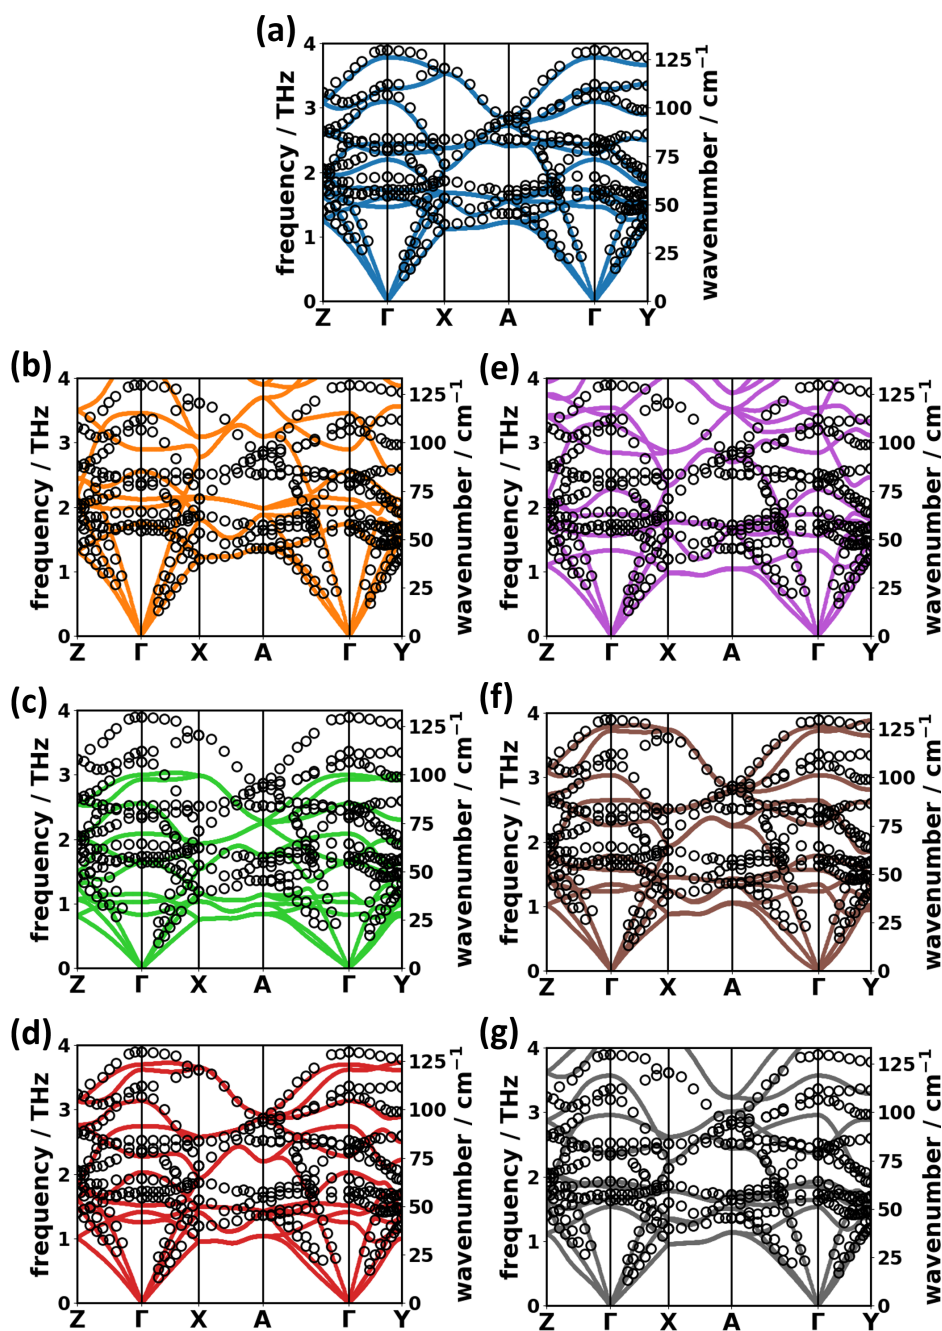 (a)
frequency / THz
4
3
2
1
0
Z Γ X A Γ Y
125
100
75
50
25
0
wavenumber / cm⁻¹
(b)
frequency / THz
4
3
2
1
0
Z Γ X A Γ Y
125
100
75
50
25
0
wavenumber / cm⁻¹
(e)
frequency / THz
4
3
2
1
0
Z Γ X A Γ Y
125
100
75
50
25
0
wavenumber / cm⁻¹
(c)
frequency / THz
4
3
2
1
0
Z Γ X A Γ Y
125
100
75
50
25
0
wavenumber / cm⁻¹
(f)
frequency / THz
4
3
2
1
0
Z Γ X A Γ Y
125
100
75
50
25
0
wavenumber / cm⁻¹
(d)
frequency / THz
4
3
2
1
0
Z Γ X A Γ Y
125
100
75
50
25
0
wavenumber / cm⁻¹
(g)
frequency / THz
4
3
2
1
0
Z Γ X A Γ Y
125
100
75
50
25
0
wavenumber / cm⁻¹